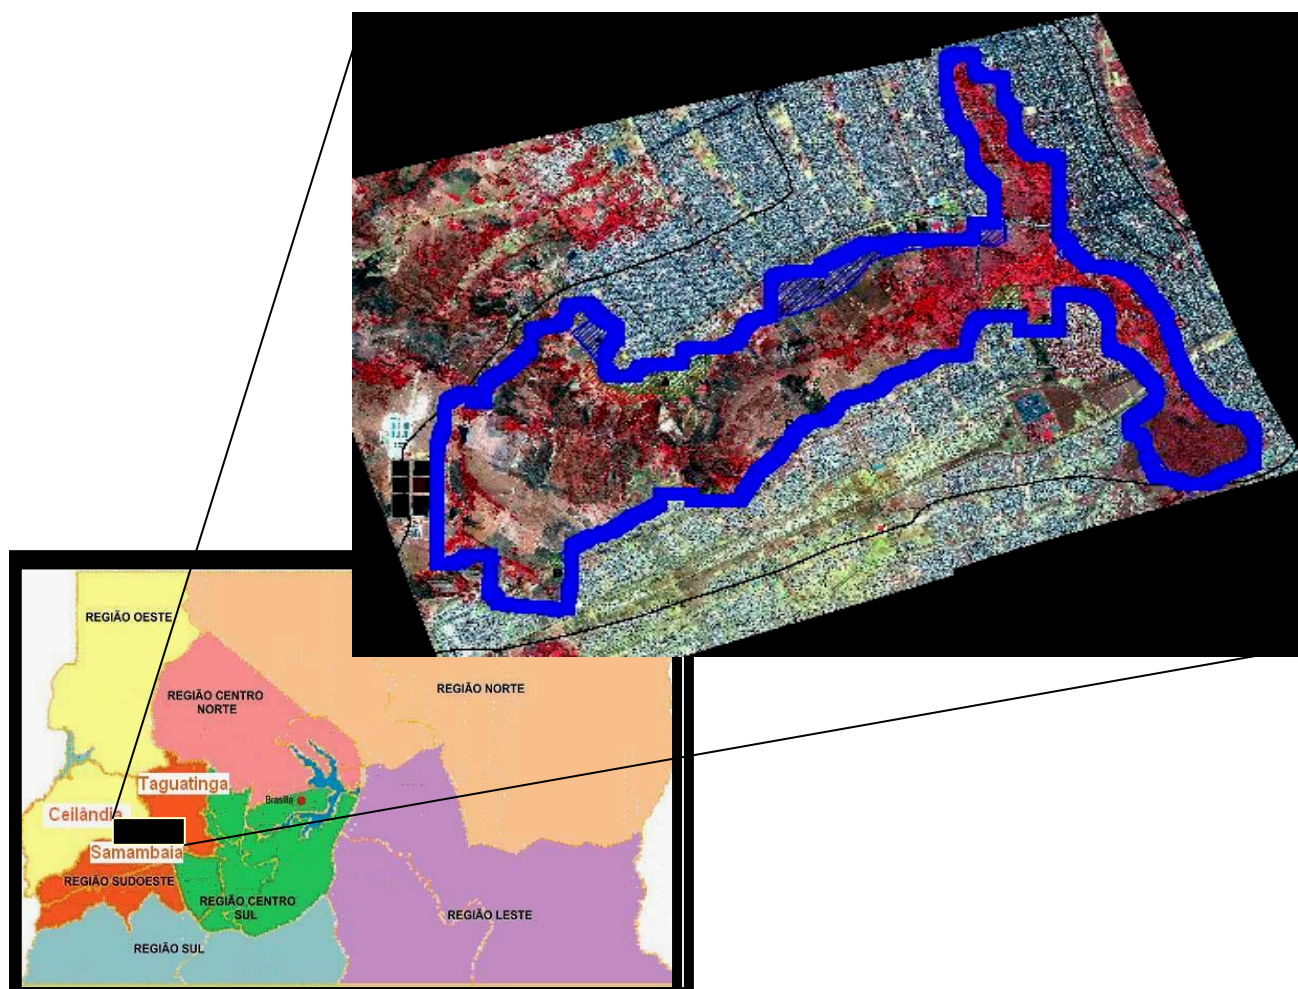 REGIÃO OESTE
REGIÃO CENTRO
NORTE
REGIÃO NORTE
Taguatinga
Brasília
Ceilândia
Samambaia
REGIÃO SUDOESTE
REGIÃO CENTRO
SUL
REGIÃO LESTE
REGIÃO SUL